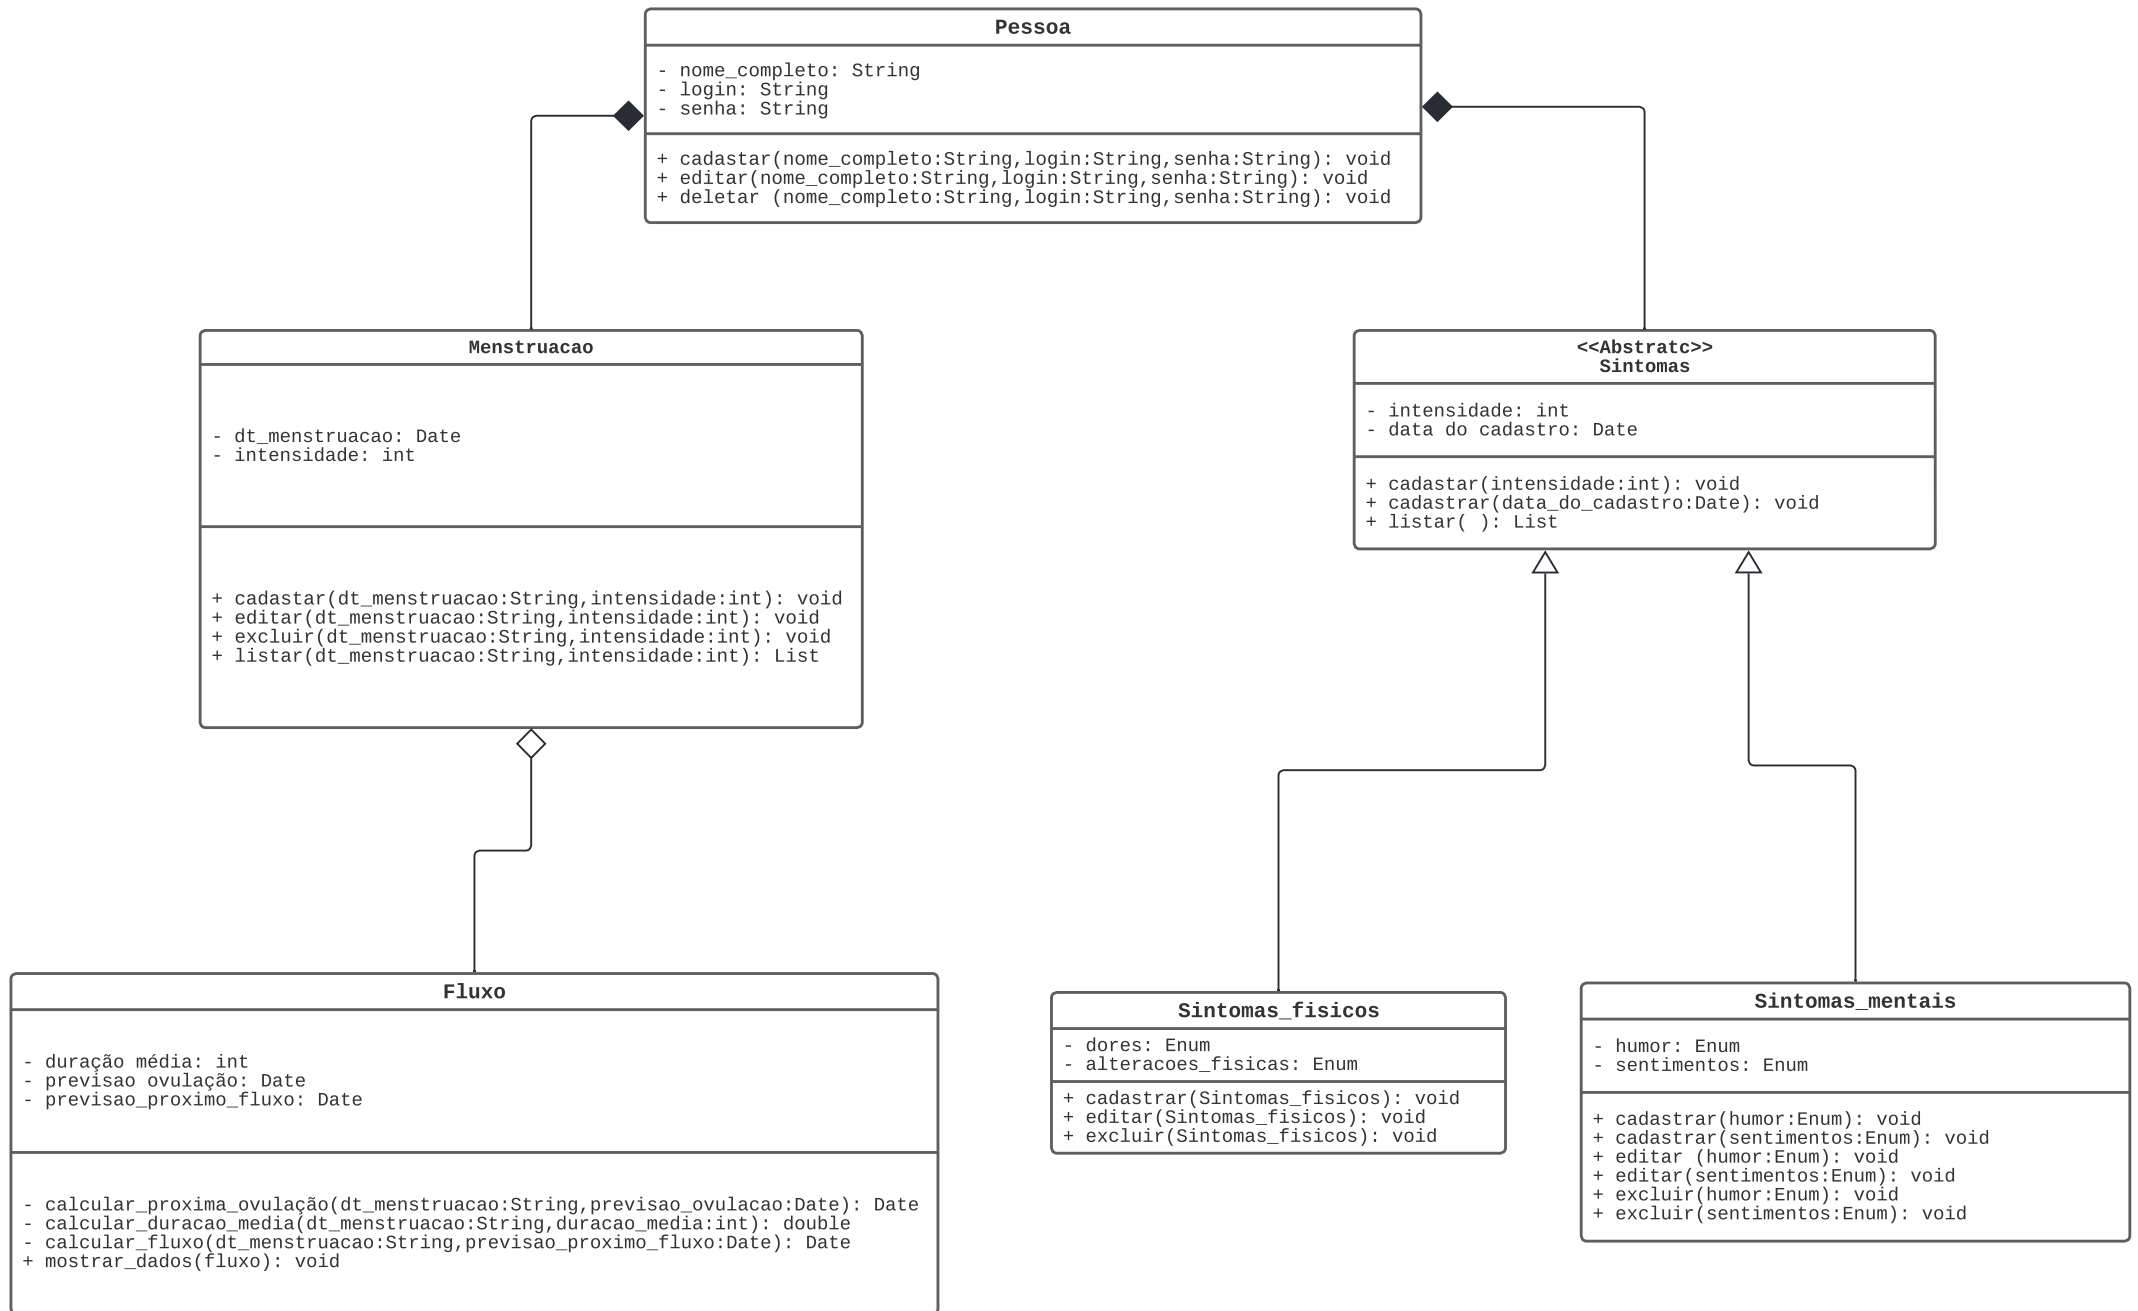 Pessoa
- nome_completo: String
- login: String
- senha: String
+ cadastar(nome_completo:String,login:String,senha:String): void
+ editar(nome_completo:String,login:String,senha:String): void
+ deletar (nome_completo:String,login:String,senha:String): void
Menstruacao
- dt_menstruacao: Date
- intensidade: int
+ cadastar(dt_menstruacao:String,intensidade:int): void
+ editar(dt_menstruacao:String,intensidade:int): void
+ excluir(dt_menstruacao:String,intensidade:int): void
+ listar(dt_menstruacao:String,intensidade:int): List
<<Abstratc>>
Sintomas
- intensidade: int
- data do cadastro: Date
+ cadastar(intensidade:int): void
+ cadastrar(data_do_cadastro:Date): void
+ listar( ): List
Fluxo
- duração média: int
- previsao ovulação: Date
- previsao_proximo_fluxo: Date
- calcular_proxima_ovulação(dt_menstruacao:String,previsao_ovulacao:Date): Date
- calcular_duracao_media(dt_menstruacao:String,duracao_media:int): double
- calcular_fluxo(dt_menstruacao:String,previsao_proximo_fluxo:Date): Date
+ mostrar_dados(fluxo): void
Sintomas_fisicos
- dores: Enum
- alteracoes_fisicas: Enum
+ cadastrar(Sintomas_fisicos): void
+ editar(Sintomas_fisicos): void
+ excluir(Sintomas_fisicos): void
Sintomas_mentais
- humor: Enum
- sentimentos: Enum
+ cadastrar(humor:Enum): void
+ cadastrar(sentimentos:Enum): void
+ editar (humor:Enum): void
+ editar(sentimentos:Enum): void
+ excluir(humor:Enum): void
+ excluir(sentimentos:Enum): void